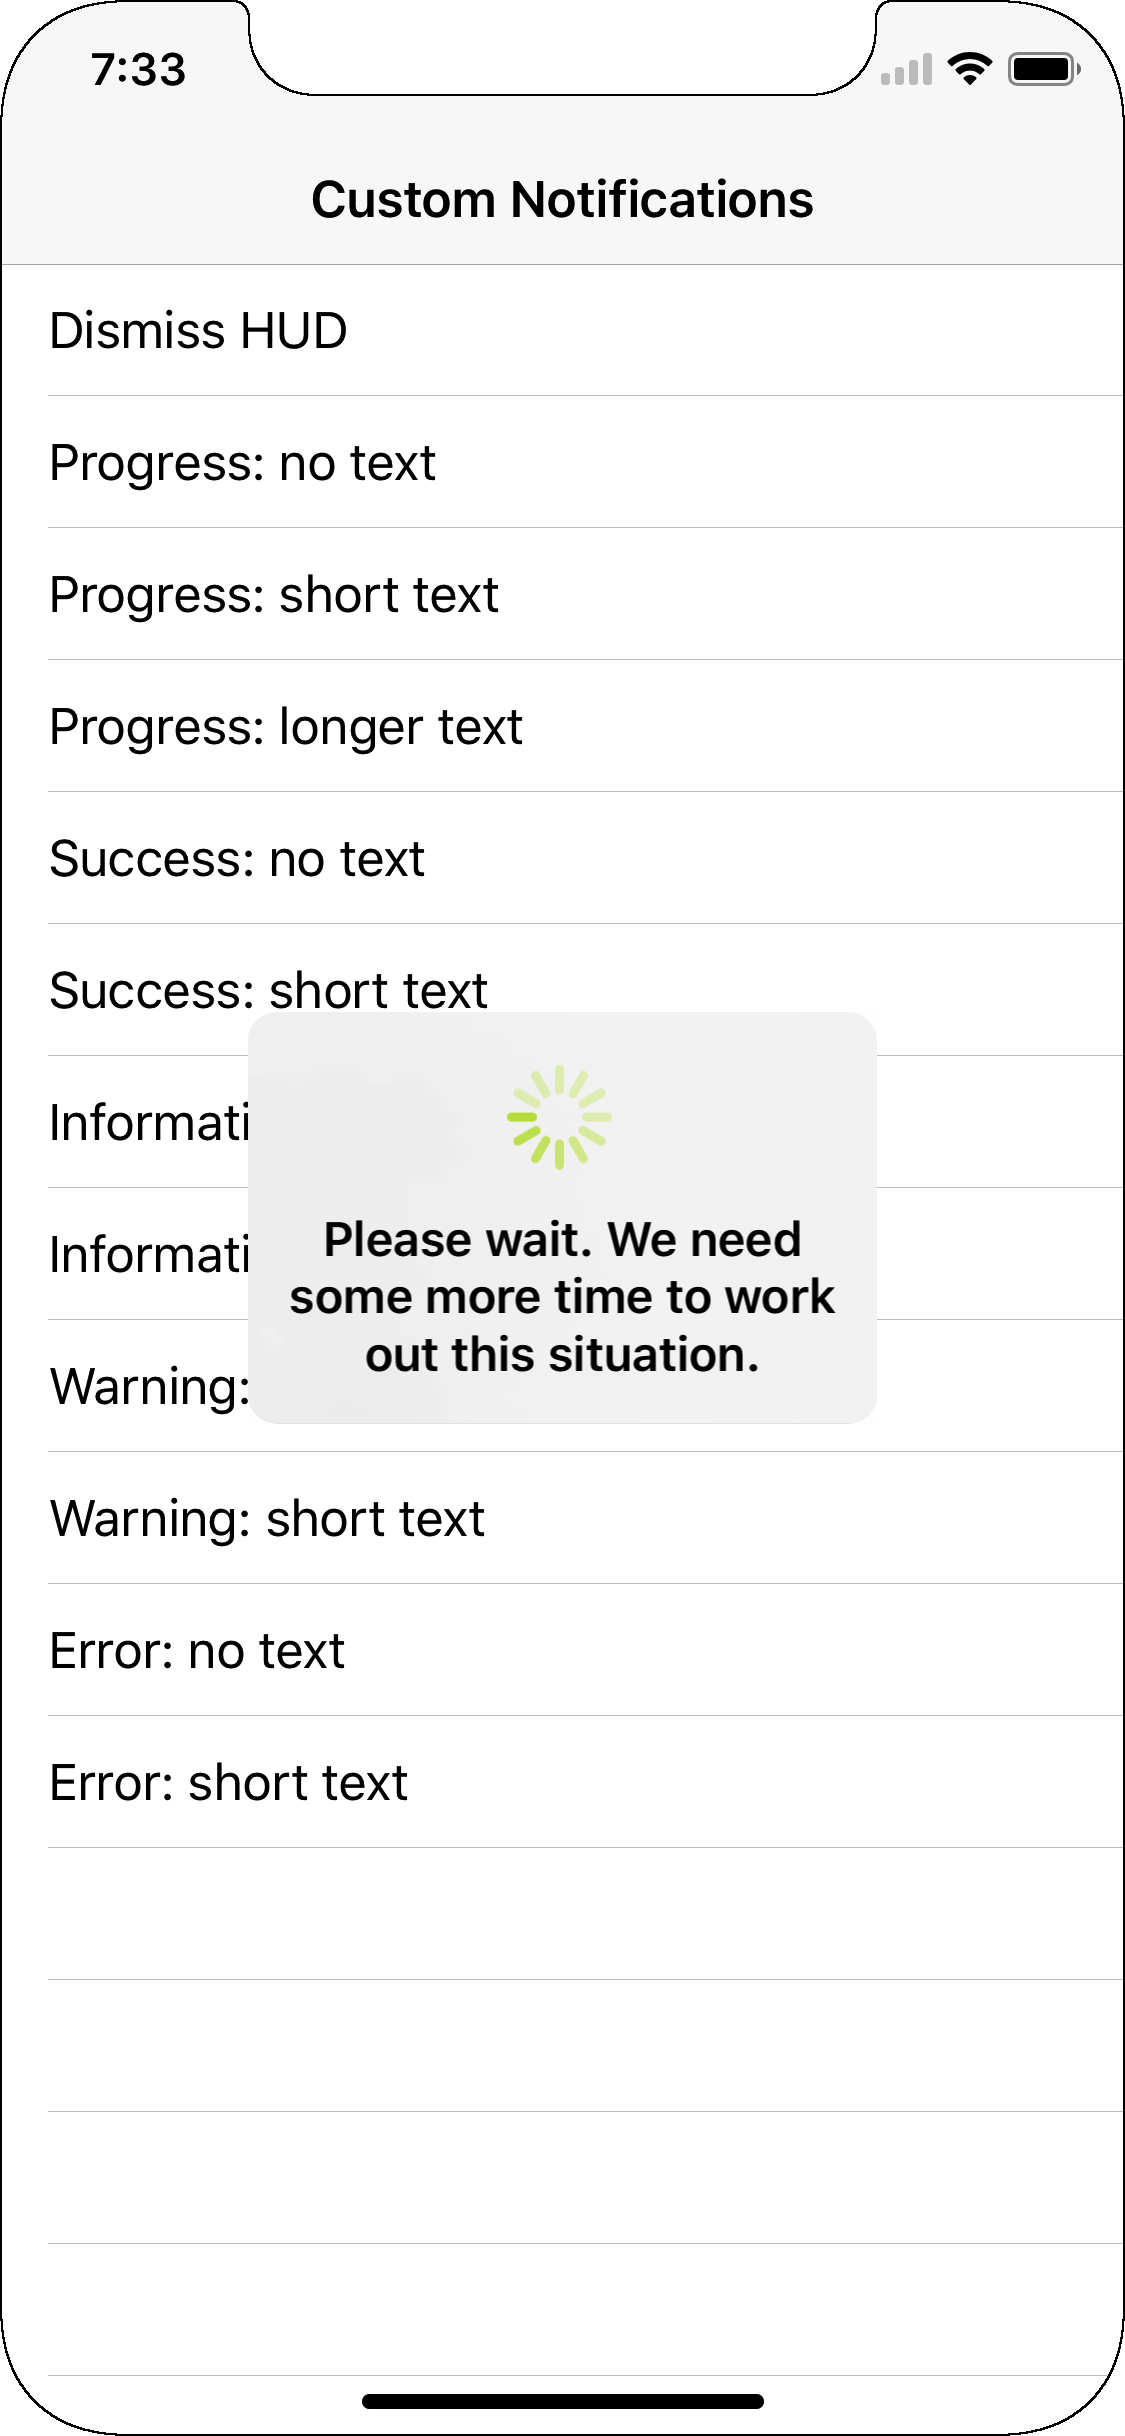 7:33
Custom Notifications
Dismiss HUD
Progress: no text
Progress: short text
Progress: longer text
Success: no text
Success: short text
Informati
Informati
Warning:
Please wait. We need
some more time to work
out this situation.
Warning: short text
Error: no text
Error: short text